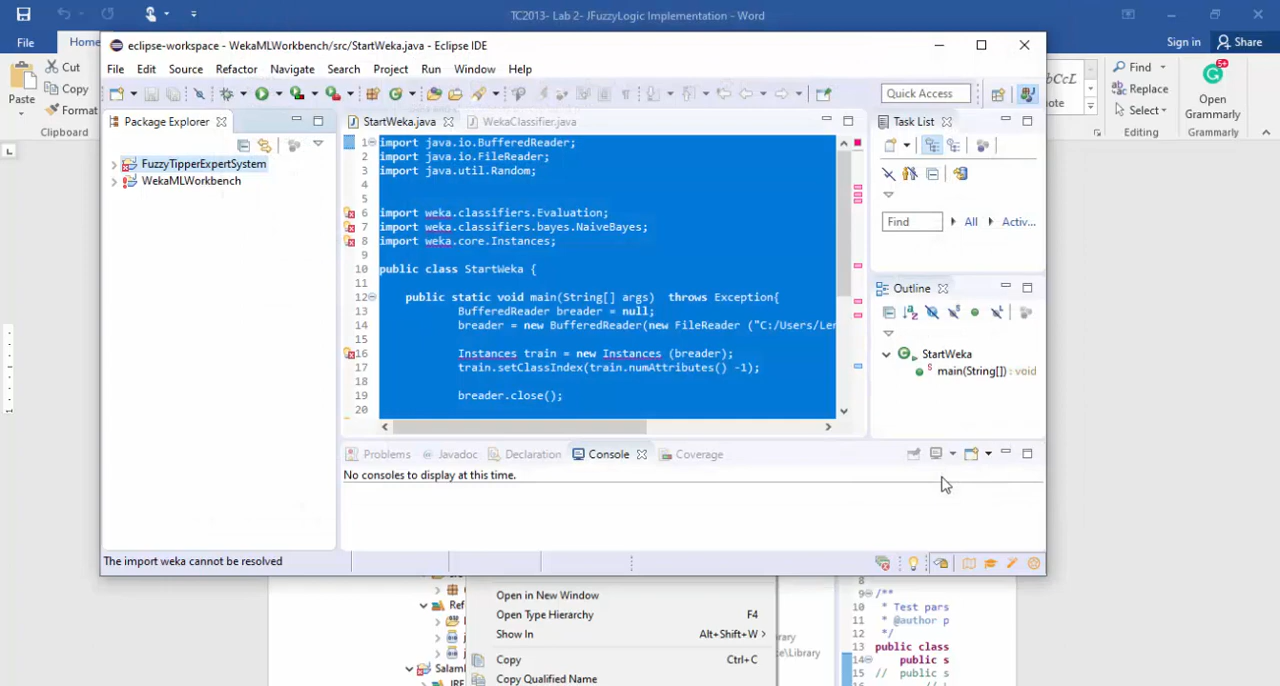 TC2013- Lab 2- JFuzzyLogic Implementation - Word
File
Home
Sign in
Share
Cut
Copy
Format
Paste
Clipboard
Find
Replace
Select
Editing
Open
Grammarly
Grammarly
eclipse-workspace - WekaMLWorkbench/src/StartWeka.java - Eclipse IDE
File Edit Source Refactor Navigate Search Project Run Window Help
Quick Access
Package Explorer
FuzzyTipperExpertSystem
WekaMLWorkbench
StartWeka.java
WekaClassifier.java
1 import java.io.BufferedReader;
2 import java.io.FileReader;
3 import java.util.Random;
4
5
6 import weka.classifiers.Evaluation;
7 import weka.classifiers.bayes.NaiveBayes;
8 import weka.core.Instances;
9
10 public class StartWeka {
11
12 public static void main(String[] args)  throws Exception{
13 BufferedReader breader = null;
14 breader = new BufferedReader(new FileReader ("C:/Users/Ler
15
16 Instances train = new Instances (breader);
17 train.setClassIndex(train.numAttributes() -1);
18
19 breader.close();
20
Task List
Find
All
Activ...
Outline
StartWeka
main(String[]) : void
Problems
Javadoc
Declaration
Console
Coverage
No consoles to display at this time.
The import weka cannot be resolved
Ref
Salam
Open in New Window
Open Type Hierarchy F4
Show In Alt+Shift+W
Copy Ctrl+C
Copy Qualified Name
rary
e\Library
8
9 /**
10 * Test pars
11 * @author p
12 */
13 public class
14 public s
15 // public s